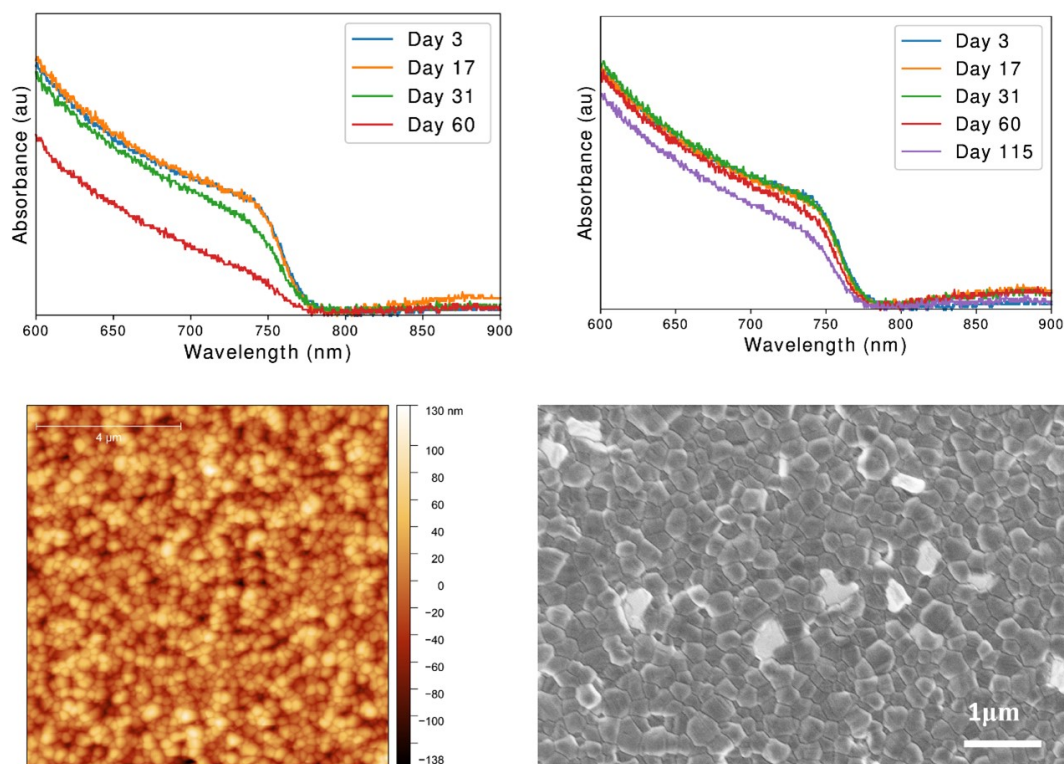 Day 3
Day 17
Day 31
Day 60
Absorbance (au)
600 650 700 750 800 850 900
Wavelength (nm)
Day 3
Day 17
Day 31
Day 60
Day 115
Absorbance (au)
600 650 700 750 800 850 900
Wavelength (nm)
4 µm
130 nm
100
80
60
40
20
0
−20
−40
−60
−80
−100
−138
1µm